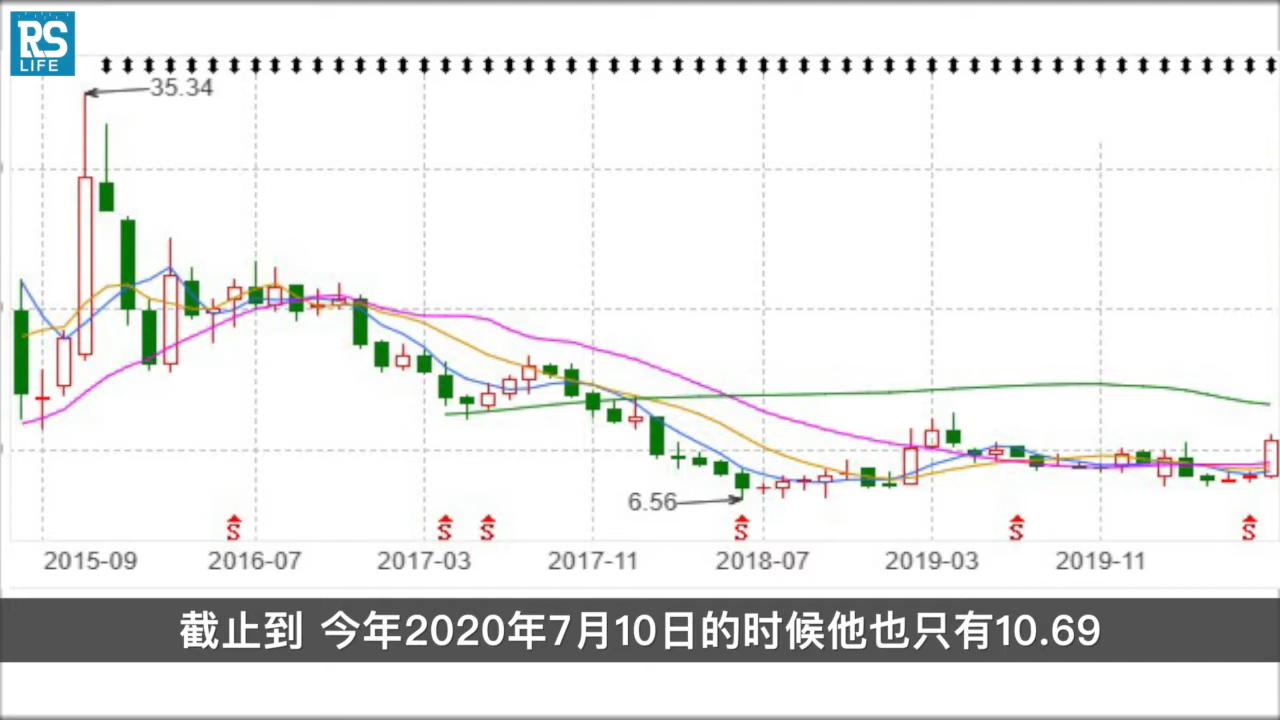 RS
LIFE
35.34
6.56
S S S S S S
2015-09 2016-07 2017-03 2017-11 2018-07 2019-03 2019-11
截止到 今年2020年7月10日的时候他也只有10.69